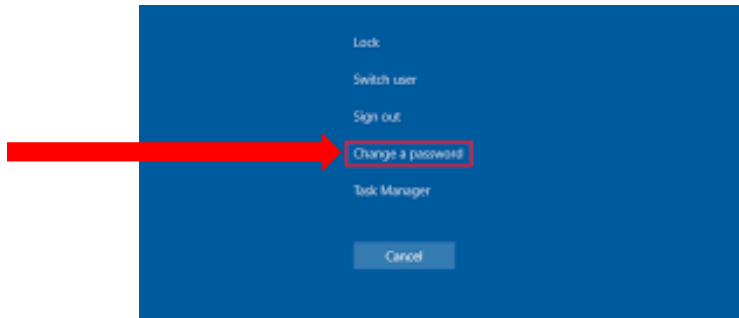 Lock
Switch user
Sign out
Change a password
Task Manager
Cancel